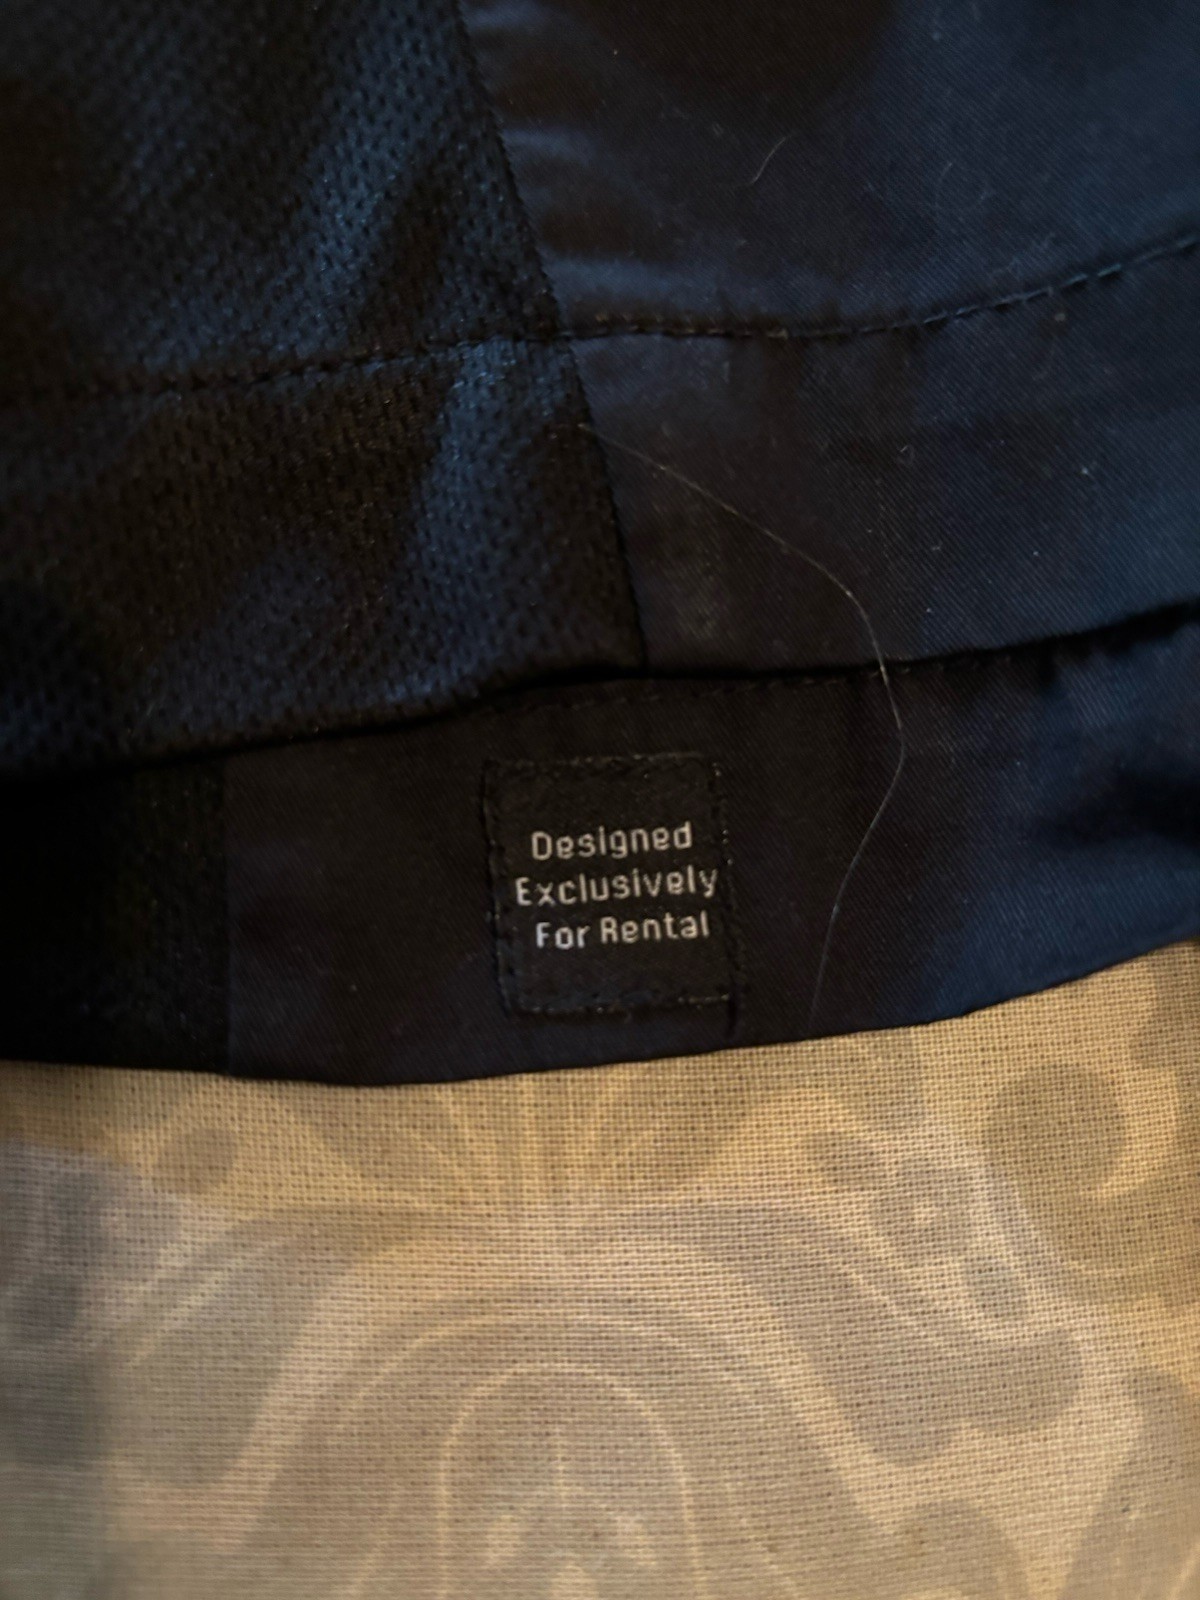 Designed
Exclusively
For Rental